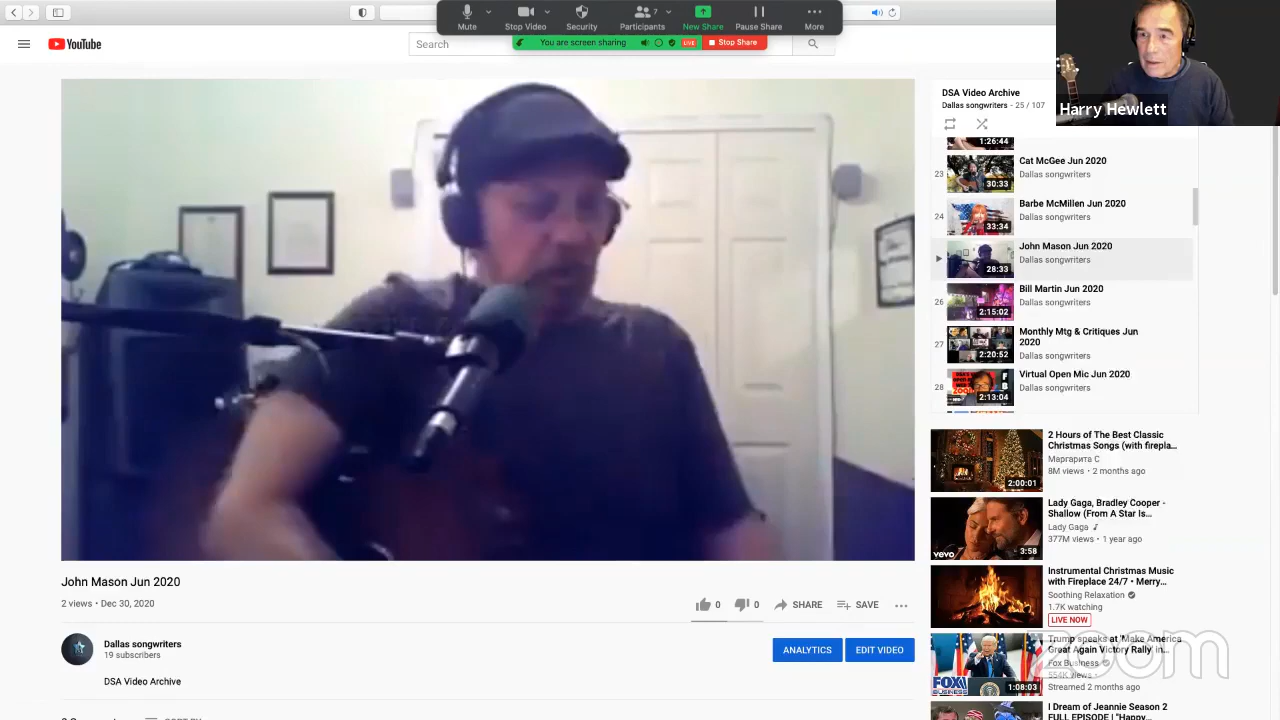 Mute
Stop Video
Security
7
Participants
New Share
Pause Share
More
You are screen sharing
LIVE
Stop Share
YouTube
Search
Harry Hewlett
DSA Video Archive
Dallas songwriters - 25 / 107
1:26:44
23
Cat McGee Jun 2020
Dallas songwriters
30:33
24
Barbe McMillen Jun 2020
Dallas songwriters
33:34
John Mason Jun 2020
Dallas songwriters
28:33
26
Bill Martin Jun 2020
Dallas songwriters
2:15:02
27
Monthly Mtg & Critiques Jun
2020
Dallas songwriters
2:20:52
28
Virtual Open Mic Jun 2020
Dallas songwriters
2:13:04
2 Hours of The Best Classic
Christmas Songs (with firepla...
Маргарита С
8M views • 2 months ago
2:00:01
Lady Gaga, Bradley Cooper -
Shallow (From A Star Is...
Lady Gaga
377M views • 1 year ago
vevo
3:58
Instrumental Christmas Music
with Fireplace 24/7 • Merry...
Soothing Relaxation
1.7K watching
LIVE NOW
Trump speaks at 'Make America
Great Again Victory Rally' in...
Fox Business
554K views •
Streamed 2 months ago
FOX
BUSINESS
1:08:03
zoom
I Dream of Jeannie Season 2
FULL EPISODE | "Happy...
John Mason Jun 2020
2 views • Dec 30, 2020
0
0
SHARE
SAVE
Dallas songwriters
19 subscribers
ANALYTICS
EDIT VIDEO
DSA Video Archive